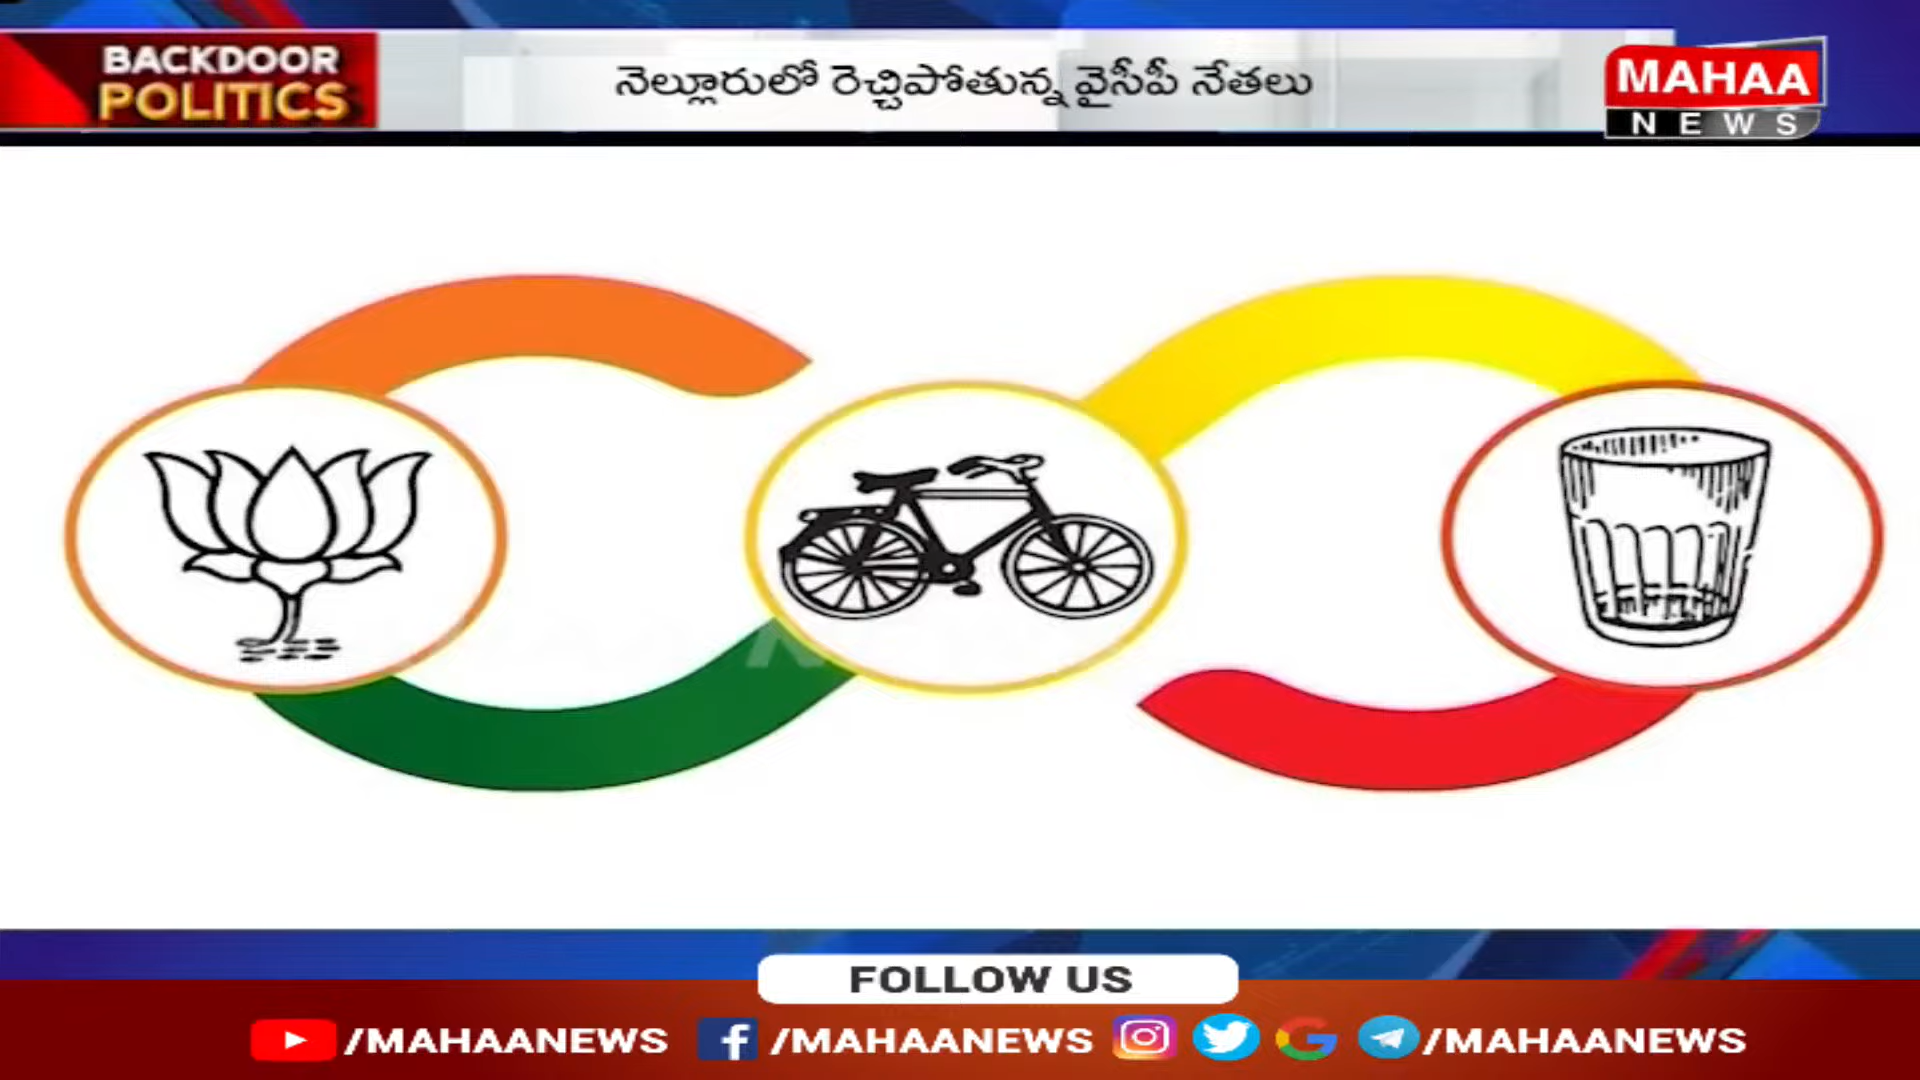 BACKDOOR
POLITICS
నెల్లూరులో రెచ్చిపోతున్న వైసీపీ నేతలు
MAHAA
NEWS
FOLLOW US
/MAHAANEWS /MAHAANEWS /MAHAANEWS